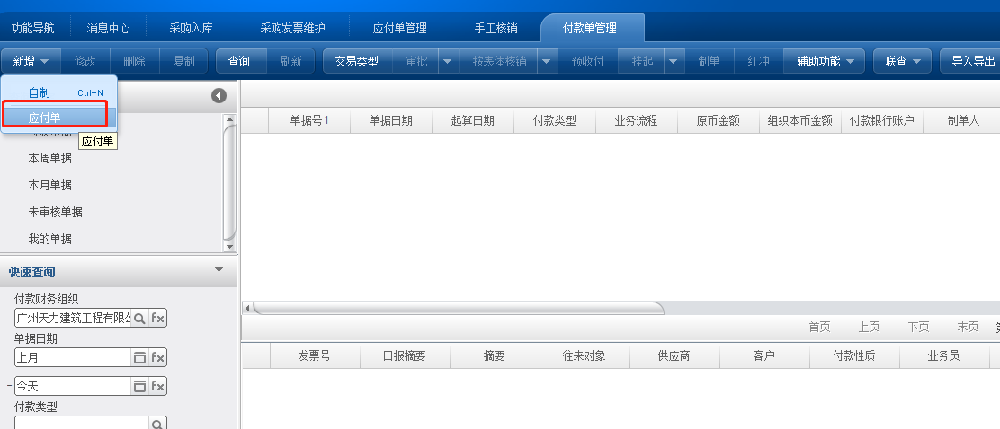 功能导航 消息中心 采购入库 采购发票维护 应付单管理 手工核销 付款单管理
新增 修改 删除 复制 查询 刷新 交易类型 审批 按表体核销 预收付 挂起 制单 红冲 辅助功能 联查 导入导出
自制 Ctrl+N
应付单
应付单
本周单据
本月单据
未审核单据
我的单据
单据号1 单据日期 起算日期 付款类型 业务流程 原币金额 组织本币金额 付款银行账户 制单人
快速查询
付款财务组织
广州天力建筑工程有限公
单据日期
上月
- 今天
付款类型
首页 上页 下页 末页
发票号 日报摘要 摘要 往来对象 供应商 客户 付款性质 业务员